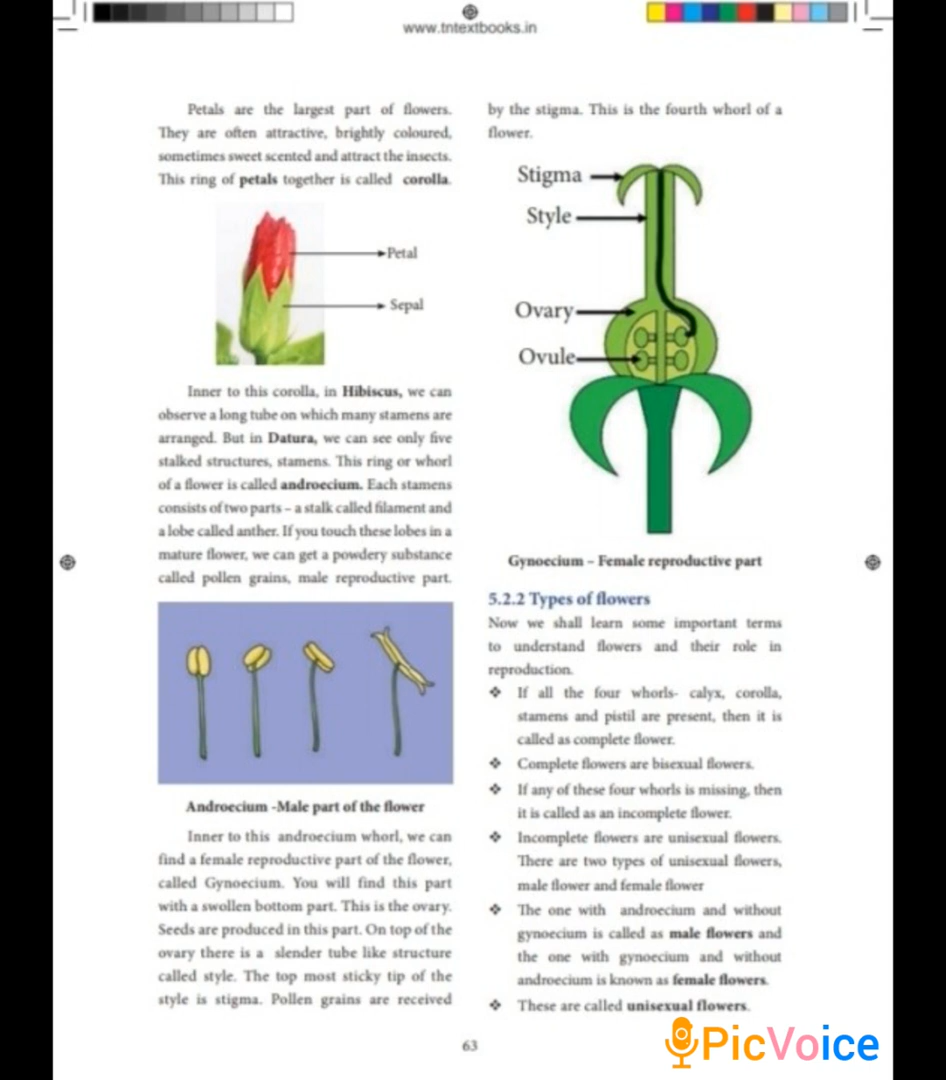 www.tntextbooks.in
Petals are the largest part of flowers.
They are often attractive, brightly coloured,
sometimes sweet scented and attract the insects.
This ring of petals together is called corolla.
Petal
Sepal
Inner to this corolla, in Hibiscus, we can
observe a long tube on which many stamens are
arranged. But in Datura, we can see only five
stalked structures, stamens. This ring or whorl
of a flower is called androecium. Each stamens
consists of two parts – a stalk called filament and
a lobe called anther. If you touch these lobes in a
mature flower, we can get a powdery substance
called pollen grains, male reproductive part.
Androecium -Male part of the flower
Inner to this androecium whorl, we can
find a female reproductive part of the flower,
called Gynoecium. You will find this part
with a swollen bottom part. This is the ovary.
Seeds are produced in this part. On top of the
ovary there is a slender tube like structure
called style. The top most sticky tip of the
style is stigma. Pollen grains are received
by the stigma. This is the fourth whorl of a
flower.
Stigma
Style
Ovary
Ovule
Gynoecium – Female reproductive part
5.2.2 Types of flowers
Now we shall learn some important terms
to understand flowers and their role in
reproduction.
❖ If all the four whorls- calyx, corolla,
stamens and pistil are present, then it is
called as complete flower.
❖ Complete flowers are bisexual flowers.
❖ If any of these four whorls is missing, then
it is called as an incomplete flower.
❖ Incomplete flowers are unisexual flowers.
There are two types of unisexual flowers,
male flower and female flower
❖ The one with androecium and without
gynoecium is called as male flowers and
the one with gynoecium and without
androecium is known as female flowers.
❖ These are called unisexual flowers.
63
PicVoice